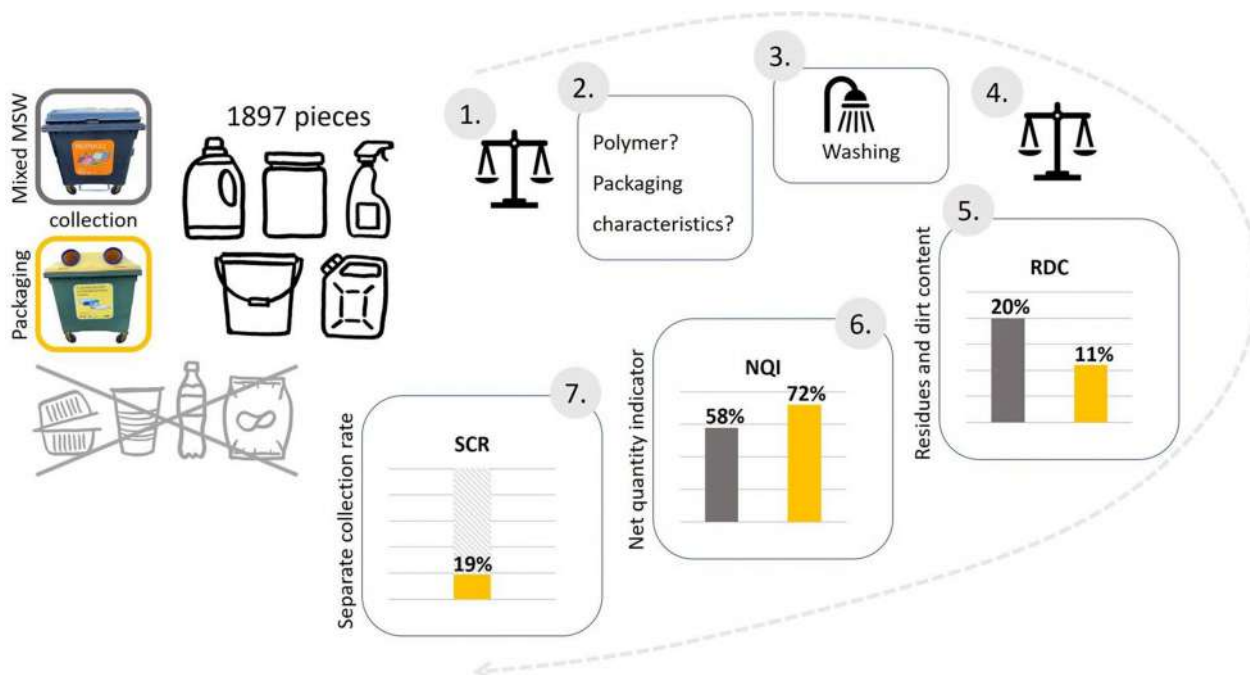 Mixed MSW
collection
Packaging
1897 pieces
1.
2.
Polymer?
Packaging
characteristics?
3.
Washing
4.
5.
RDC
20%
11%
Residues and dirt content
6.
NQI
58%
72%
Net quantity indicator
7.
SCR
19%
Separate collection rate